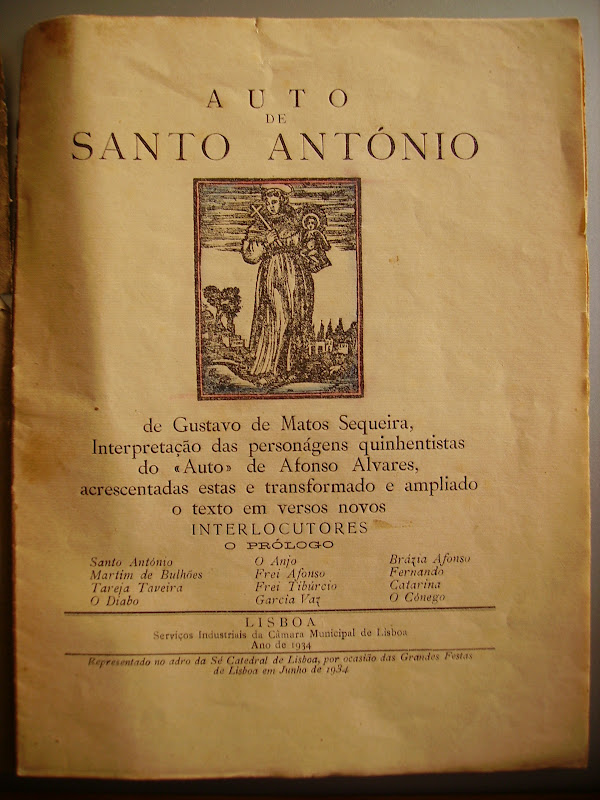 AUTO
DE
SANTO ANTÓNIO
de Gustavo de Matos Sequeira,
Interpretação das personágens quinhentistas
do «Auto» de Afonso Alvares,
acrescentadas estas e transformado e ampliado
o texto em versos novos
INTERLOCUTORES
O PRÓLOGO
Santo António O Anjo Brázia Afonso
Martim de Bulhões Frei Afonso Fernando
Tareja Taveira Frei Tibúrcio Catarina
O Diabo Garcia Vaz O Cónego
LISBOA
Serviços Industriais da Câmara Municipal de Lisboa
Ano de 1934
Representado no adro da Sé Catedral de Lisboa, por ocasião das Grandes Festas
de Lisboa em Junho de 1934